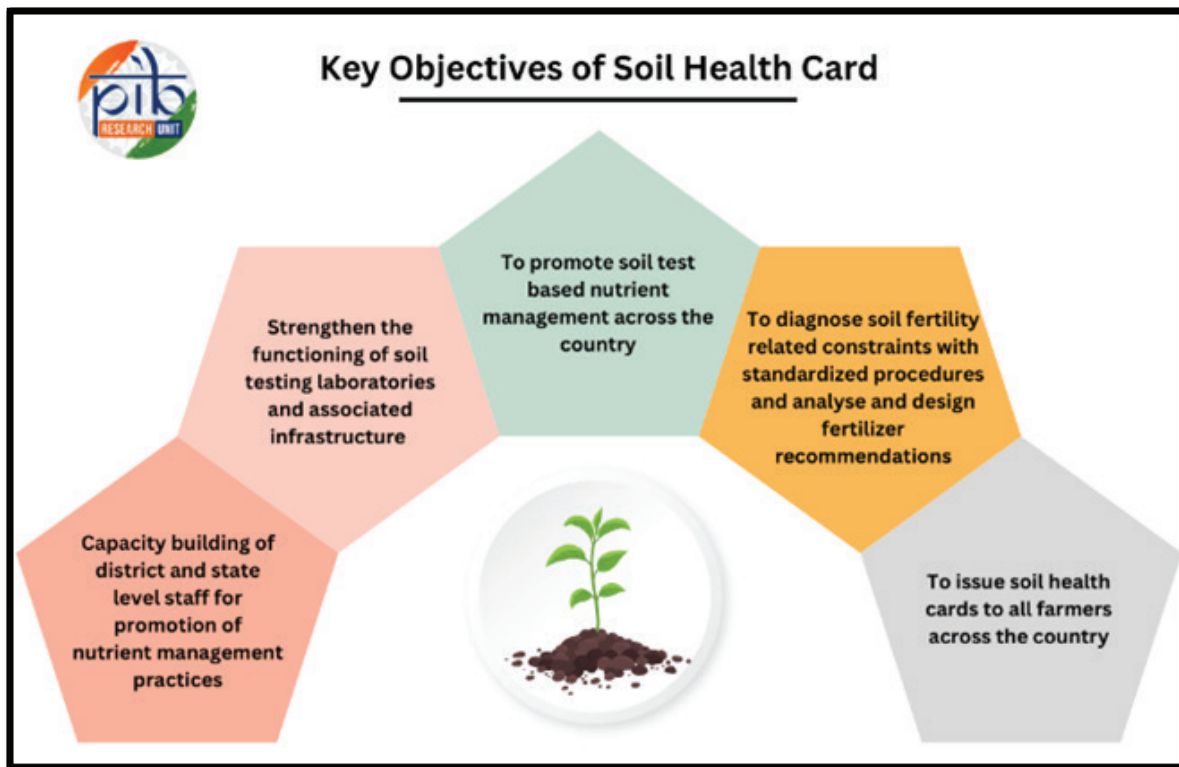 pib
RESEARCH UNIT
Key Objectives of Soil Health Card
Capacity building of
district and state
level staff for
promotion of
nutrient management
practices
Strengthen the
functioning of soil
testing laboratories
and associated
infrastructure
To promote soil test
based nutrient
management across the
country
To diagnose soil fertility
related constraints with
standardized procedures
and analyse and design
fertilizer
recommendations
To issue soil health
cards to all farmers
across the country